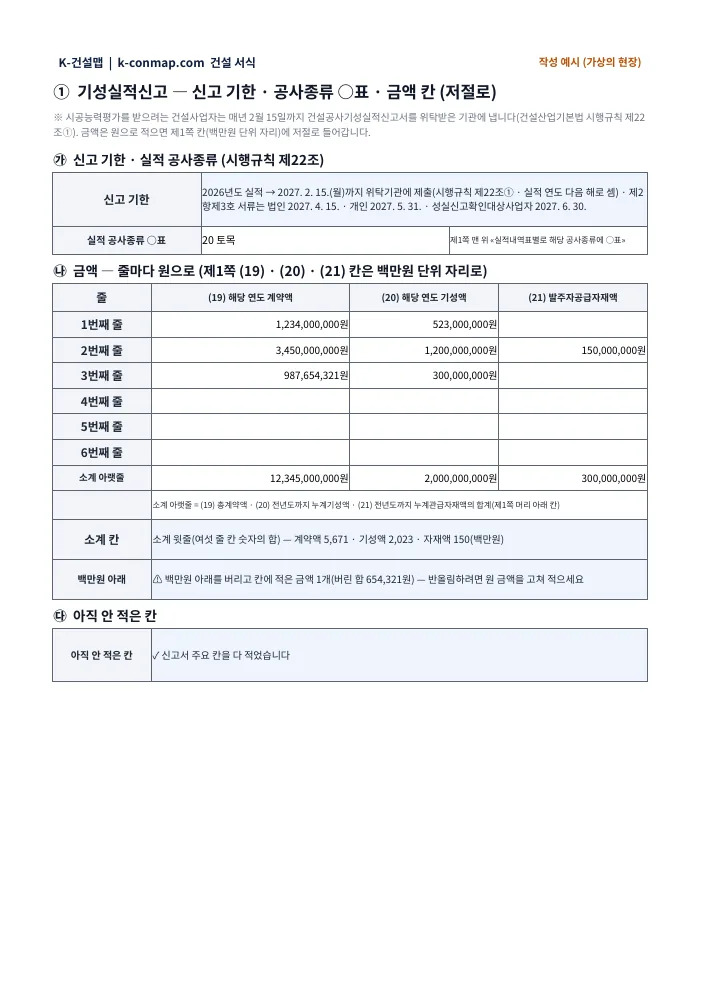 K-건설맵 | k-conmap.com 건설 서식
작성 예시 (가상의 현장)
① 기성실적신고 — 신고 기한 · 공사종류 ○표 · 금액 칸 (저절로)
※ 시공능력평가를 받으려는 건설사업자는 매년 2월 15일까지 건설공사기성실적신고서를 위탁받은 기관에 냅니다(건설산업기본법 시행규칙 제22
조①). 금액은 원으로 적으면 제1쪽 칸(백만원 단위 자리)에 저절로 들어갑니다.
㉮ 신고 기한 · 실적 공사종류 (시행규칙 제22조)
신고 기한
2026년도 실적 → 2027. 2. 15.(월)까지 위탁기관에 제출(시행규칙 제22조① · 실적 연도 다음 해로 셈) · 제2
항제3호 서류는 법인 2027. 4. 15. · 개인 2027. 5. 31. · 성실신고확인대상사업자 2027. 6. 30.
실적 공사종류 ○표
20 토목
제1쪽 맨 위 «실적내역표별로 해당 공사종류에 ○표»
㉯ 금액 — 줄마다 원으로 (제1쪽 (19) · (20) · (21) 칸은 백만원 단위 자리로)
줄 (19) 해당 연도 계약액 (20) 해당 연도 기성액 (21) 발주자공급자재액
1번째 줄 1,234,000,000원 523,000,000원
2번째 줄 3,450,000,000원 1,200,000,000원 150,000,000원
3번째 줄 987,654,321원 300,000,000원
4번째 줄
5번째 줄
6번째 줄
소계 아랫줄 12,345,000,000원 2,000,000,000원 300,000,000원
소계 아랫줄 = (19) 총계약액 · (20) 전년도까지 누계기성액 · (21) 전년도까지 누계관급자재액의 합계(제1쪽 머리 아래 칸)
소계 칸 소계 윗줄(여섯 줄 칸 숫자의 합) — 계약액 5,671 · 기성액 2,023 · 자재액 150(백만원)
백만원 아래 ⚠ 백만원 아래를 버리고 칸에 적은 금액 1개(버린 합 654,321원) — 반올림하려면 원 금액을 고쳐 적으세요
㉰ 아직 안 적은 칸
아직 안 적은 칸 ✓ 신고서 주요 칸을 다 적었습니다